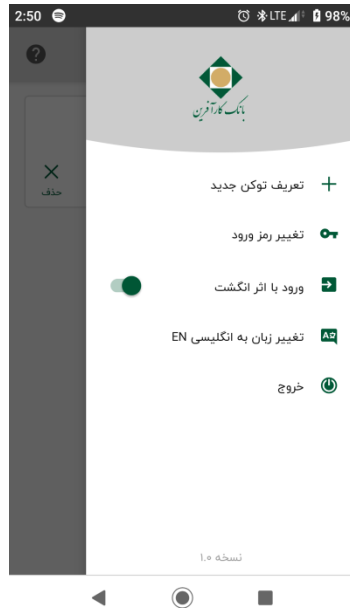 2:50 LTE 98%
بانک کارآفرین
تعریف توکن جدید
تغییر رمز ورود
حذف
ورود با اثر انگشت
تغییر زبان به انگلیسی EN
خروج
نسخه ۱.۰